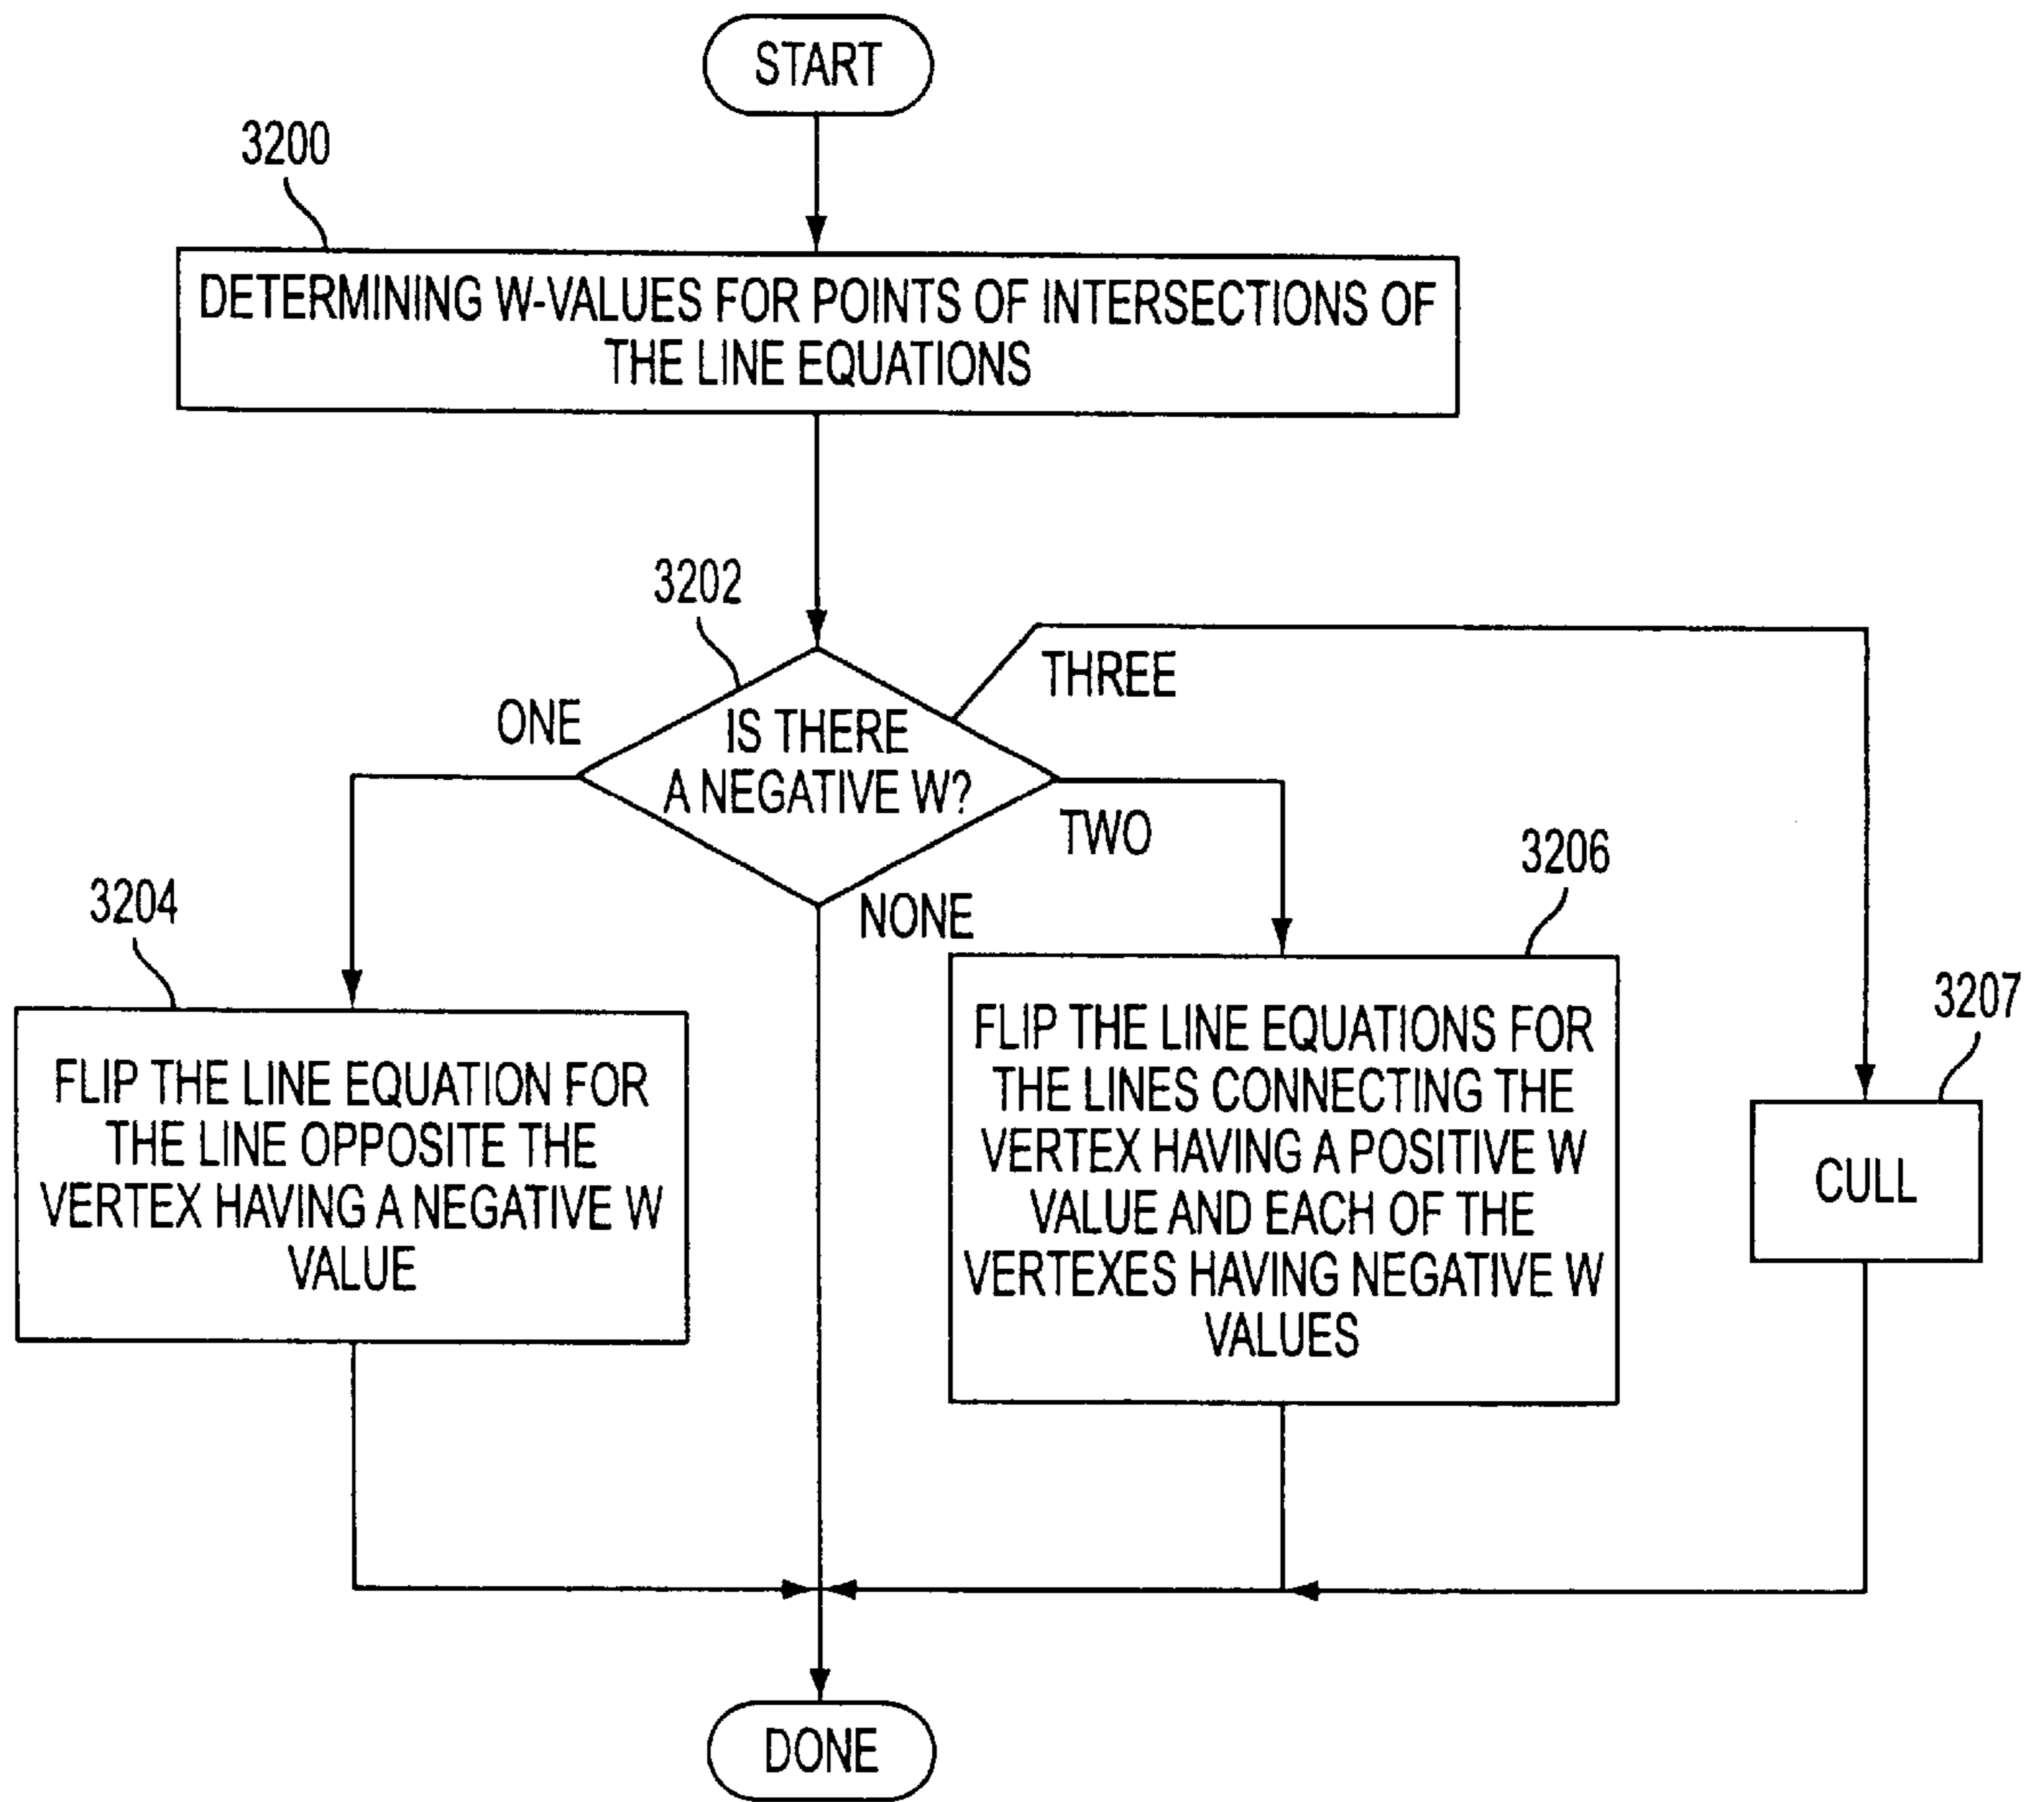 START
3200
DETERMINING W-VALUES FOR POINTS OF INTERSECTIONS OF
THE LINE EQUATIONS
3202
IS THERE
A NEGATIVE W?
ONE
THREE
TWO
NONE
3204
FLIP THE LINE EQUATION FOR
THE LINE OPPOSITE THE
VERTEX HAVING A NEGATIVE W
VALUE
3206
FLIP THE LINE EQUATIONS FOR
THE LINES CONNECTING THE
VERTEX HAVING A POSITIVE W
VALUE AND EACH OF THE
VERTEXES HAVING NEGATIVE W
VALUES
3207
CULL
DONE